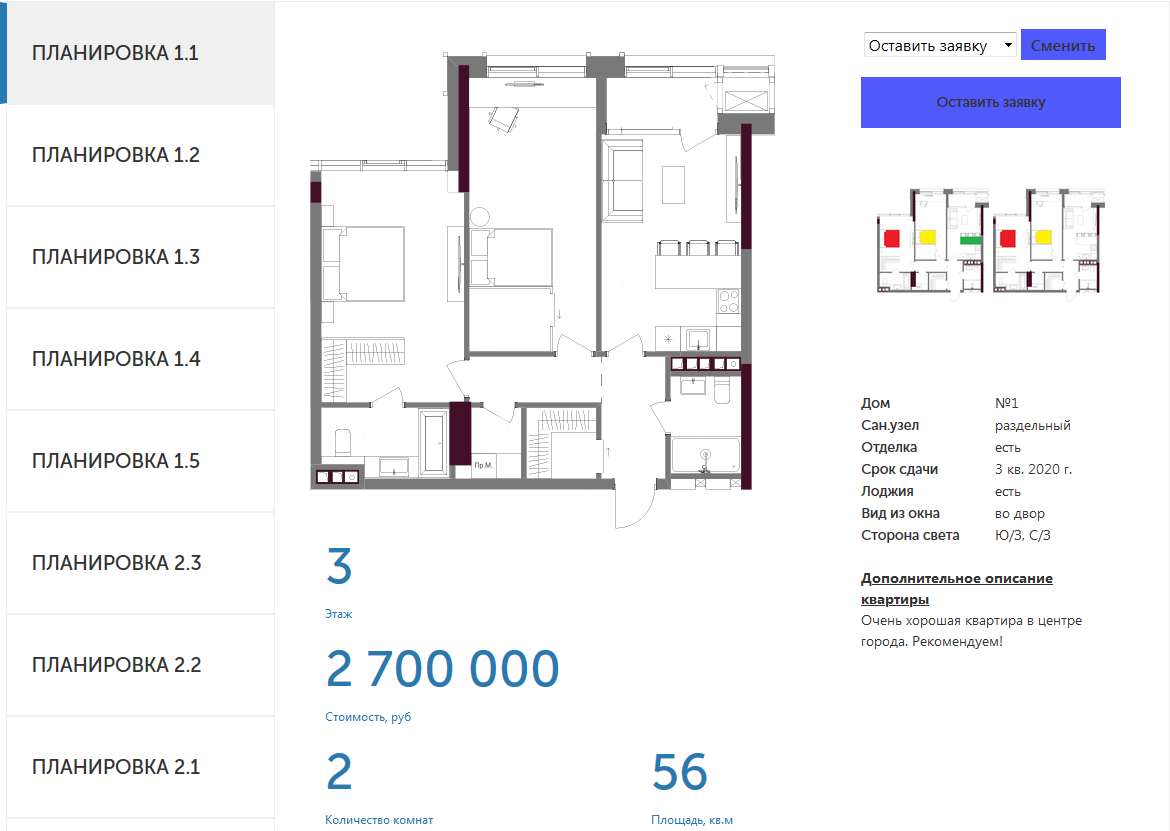 ПЛАНИРОВКА 1.1
ПЛАНИРОВКА 1.2
ПЛАНИРОВКА 1.3
ПЛАНИРОВКА 1.4
ПЛАНИРОВКА 1.5
ПЛАНИРОВКА 2.3
ПЛАНИРОВКА 2.2
ПЛАНИРОВКА 2.1
Пр.М.
3
Этаж
2 700 000
Стоимость, руб
2
Количество комнат
56
Площадь, кв.м
Оставить заявку
Сменить
Оставить заявку
Дом №1
Сан.узел раздельный
Отделка есть
Срок сдачи 3 кв. 2020 г.
Лоджия есть
Вид из окна во двор
Сторона света Ю/З, С/З
Дополнительное описание
квартиры
Очень хорошая квартира в центре
города. Рекомендуем!